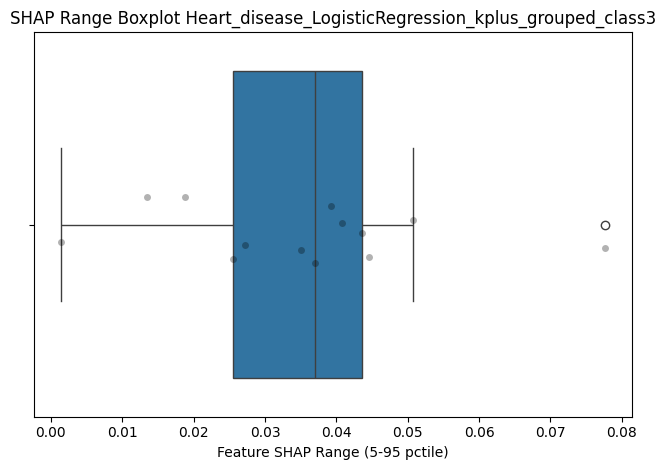 SHAP Range Boxplot Heart_disease_LogisticRegression_kplus_grouped_class3
0.00 0.01 0.02 0.03 0.04 0.05 0.06 0.07 0.08
Feature SHAP Range (5-95 pctile)